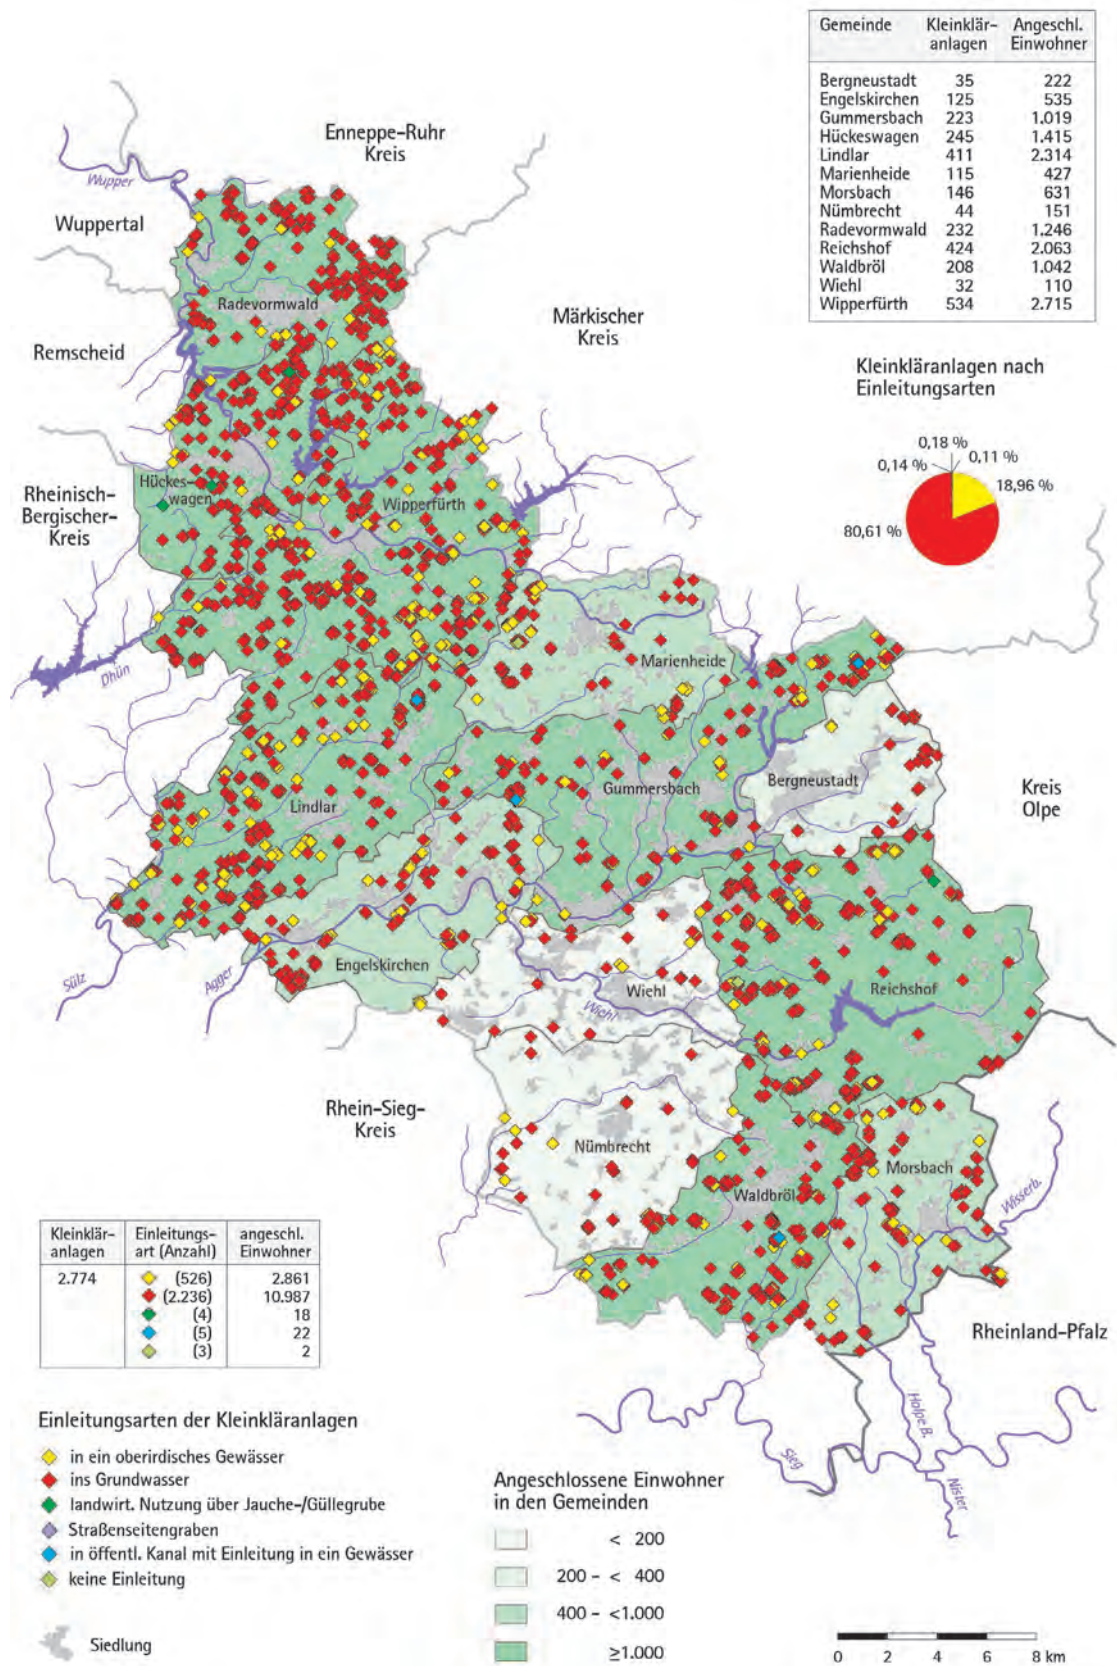 Gemeinde Kleinklär- Angeschl.
anlagen Einwohner
Bergneustadt 35 222
Engelskirchen 125 535
Gummersbach 223 1.019
Hückeswagen 245 1.415
Lindlar 411 2.314
Marienheide 115 427
Morsbach 146 631
Nümbrecht 44 151
Radevormwald 232 1.246
Reichshof 424 2.063
Waldbröl 208 1.042
Wiehl 32 110
Wipperfürth 534 2.715
Enneppe-Ruhr
Kreis
Wupper
Wuppertal
Radevormwald
Märkischer
Kreis
Remscheid
Kleinkläranlagen nach
Einleitungsarten
0,18 %
0,11 %
0,14 %
18,96 %
80,61 %
Hückes-
wagen
Rheinisch-
Bergischer-
Kreis
Wipperfürth
Dhün
Marienheide
Bergneustadt
Gummersbach
Kreis
Olpe
Lindlar
Engelskirchen
Sülz
Agger
Wiehl
Wiehl
Reichshof
Rhein-Sieg-
Kreis
Nümbrecht
Morsbach
Waldbröl
Wisserb.
Kleinklär- Einleitungs- angeschl.
anlagen art (Anzahl) Einwohner
2.774 (526) 2.861
(2.236) 10.987
(4) 18
(5) 22
(3) 2
Rheinland-Pfalz
Holpe B.
Sieg
Nister
Einleitungsarten der Kleinkläranlagen
in ein oberirdisches Gewässer
ins Grundwasser
landwirt. Nutzung über Jauche-/Güllegrube
Straßenseitengraben
in öffentl. Kanal mit Einleitung in ein Gewässer
keine Einleitung
Siedlung
Angeschlossene Einwohner
in den Gemeinden
< 200
200 - < 400
400 - <1.000
≥1.000
0 2 4 6 8 km